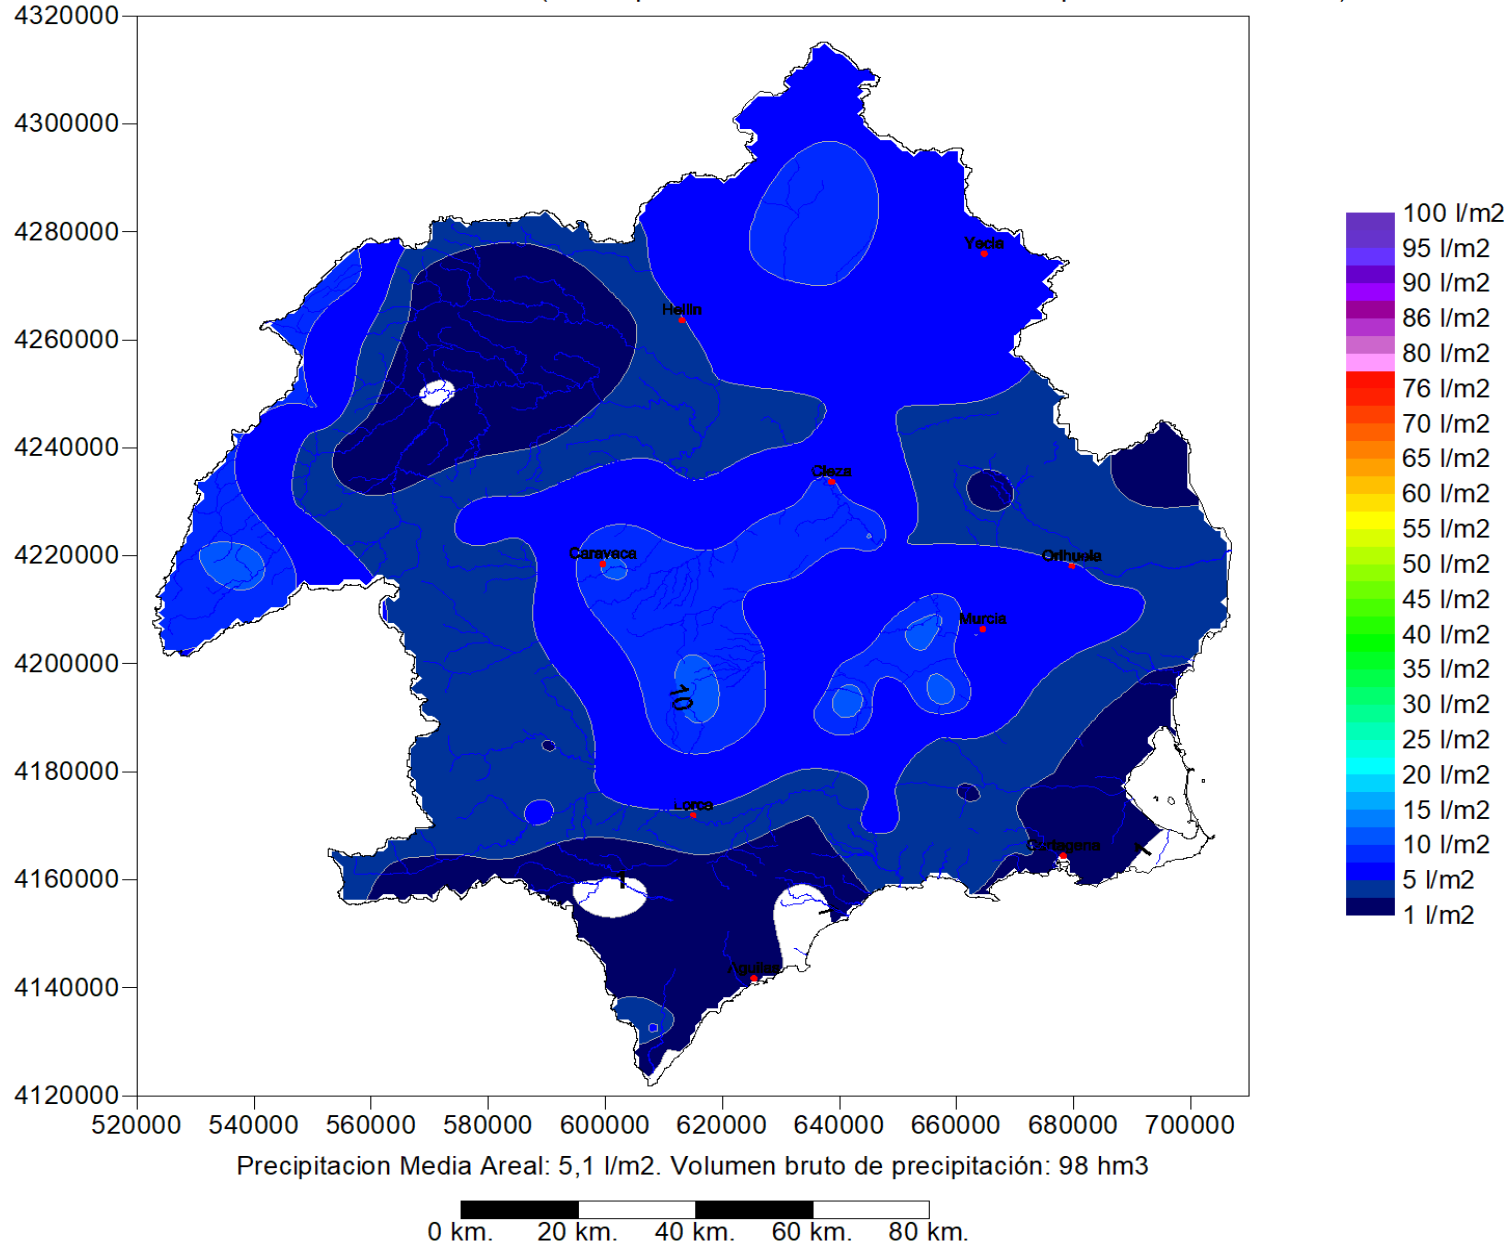 4320000
4300000
4280000
4260000
4240000
4220000
4200000
4180000
4160000
4140000
4120000
520000 540000 560000 580000 600000 620000 640000 660000 680000 700000
Yecla
Hellin
Cieza
Caravaca
Orihuela
Murcia
10
Lorca
Cartagena
1
1
1
Aguilas
100 l/m2
95 l/m2
90 l/m2
86 l/m2
80 l/m2
76 l/m2
70 l/m2
65 l/m2
60 l/m2
55 l/m2
50 l/m2
45 l/m2
40 l/m2
35 l/m2
30 l/m2
25 l/m2
20 l/m2
15 l/m2
10 l/m2
5 l/m2
1 l/m2
Precipitacion Media Areal: 5,1 l/m2. Volumen bruto de precipitación: 98 hm3
0 km. 20 km. 40 km. 60 km. 80 km.